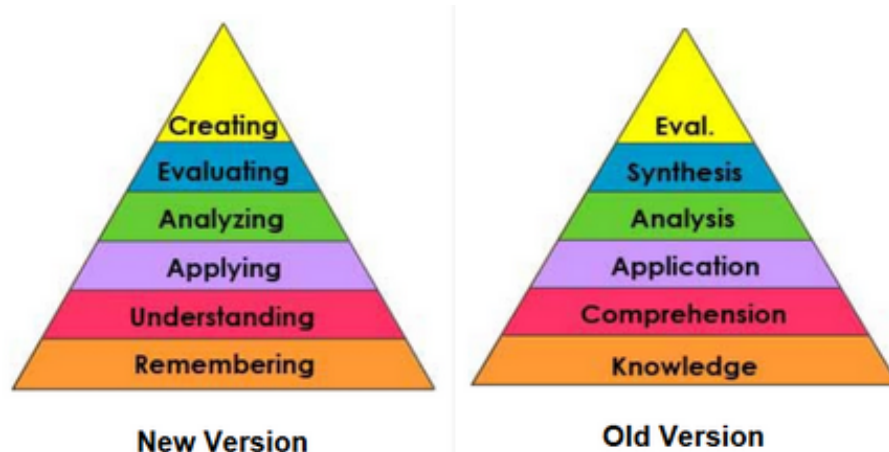 Creating
Evaluating
Analyzing
Applying
Understanding
Remembering
New Version
Eval.
Synthesis
Analysis
Application
Comprehension
Knowledge
Old Version